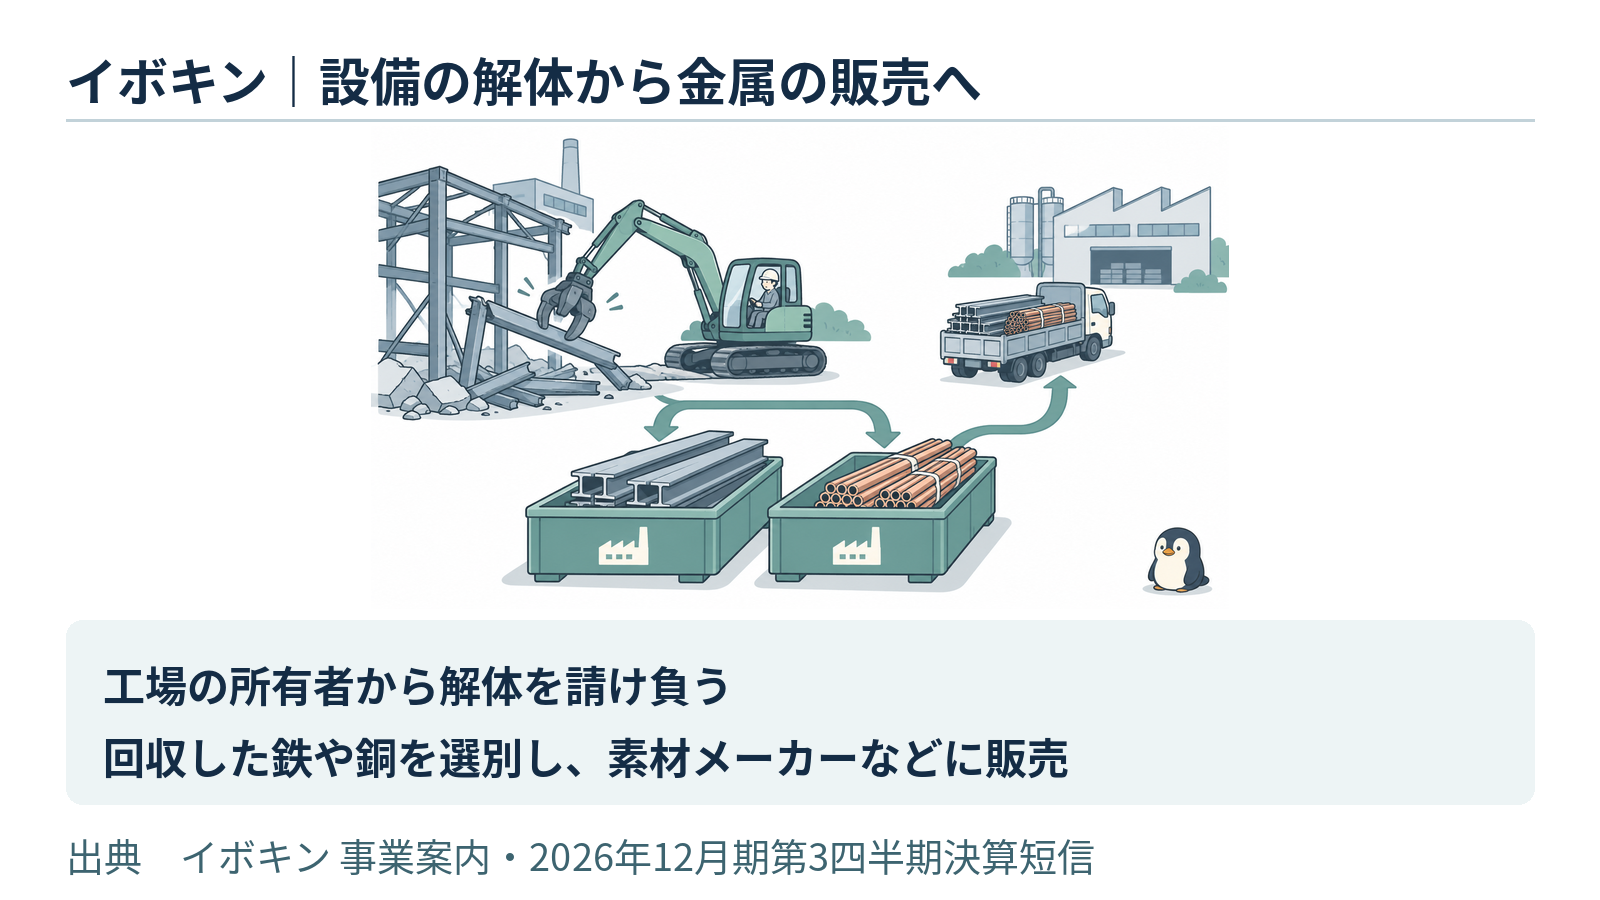 イボキン｜設備の解体から金属の販売へ
工場の所有者から解体を請け負う
回収した鉄や銅を選別し、素材メーカーなどに販売
出典　イボキン 事業案内・2026年12月期第3四半期決算短信